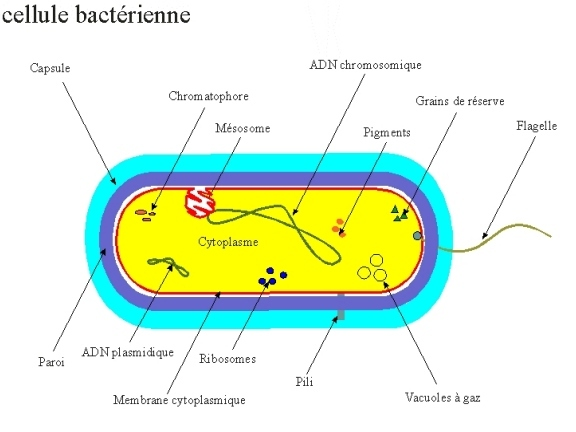 cellule bactérienne
Capsule
ADN chromosomique
Chromatophore
Grains de réserve
Mésosome
Pigments
Flagelle
Cytoplasme
Paroi
ADN plasmidique
Ribosomes
Pili
Membrane cytoplasmique
Vacuoles à gaz